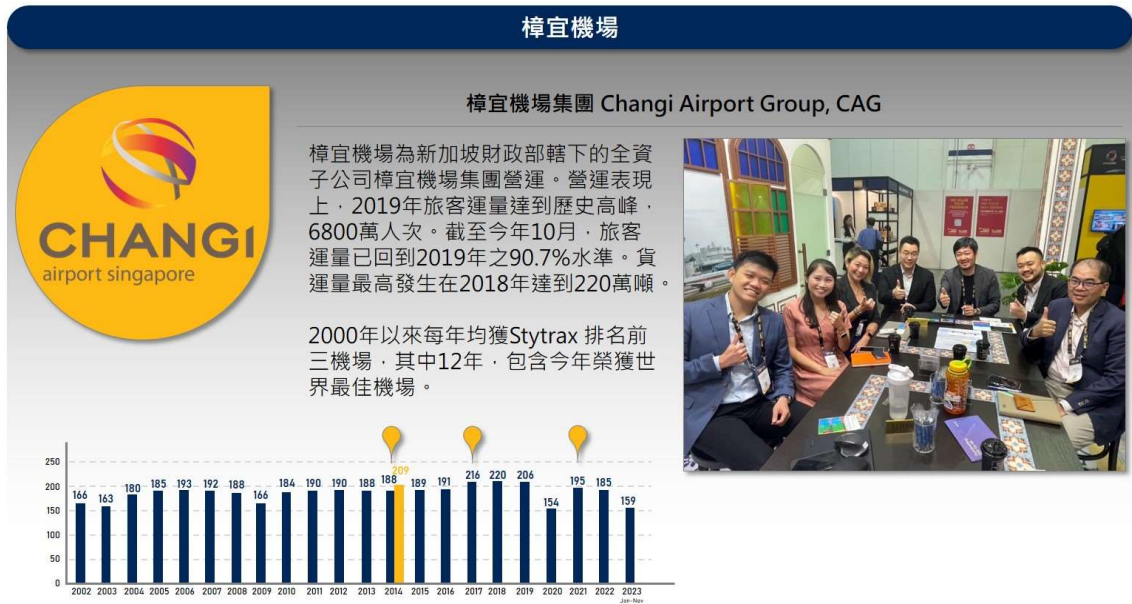 樟宜機場
CHANGI
airport singapore
樟宜機場集團 Changi Airport Group, CAG
樟宜機場為新加坡財政部轄下的全資
子公司樟宜機場集團營運。營運表現
上，2019年旅客運量達到歷史高峰，
6800萬人次。截至今年10月，旅客
運量已回到2019年之90.7%水準。貨
運量最高發生在2018年達到220萬噸。
2000年以來每年均獲Stytrax 排名前
三機場，其中12年，包含今年榮獲世
界最佳機場。
250
200
150
100
50
0
166 163 180 185 193 192 188 166 184 190 190 188 188 209 189 191 216 220 206 154 195 185 159
2002 2003 2004 2005 2006 2007 2008 2009 2010 2011 2012 2013 2014 2015 2016 2017 2018 2019 2020 2021 2022 2023
Jan-Nov